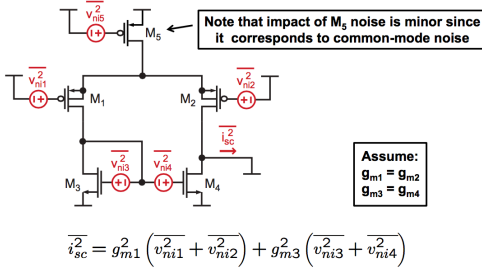 v²ni5
M5
Note that impact of M5 noise is minor since
it corresponds to common-mode noise
v²ni1
M1
M2
v²ni2
i²sc
v²ni3
v²ni4
M3
M4
Assume:
gm1 = gm2
gm3 = gm4
i²sc = g²m1 (v²ni1 + v²ni2) + g²m3 (v²ni3 + v²ni4)